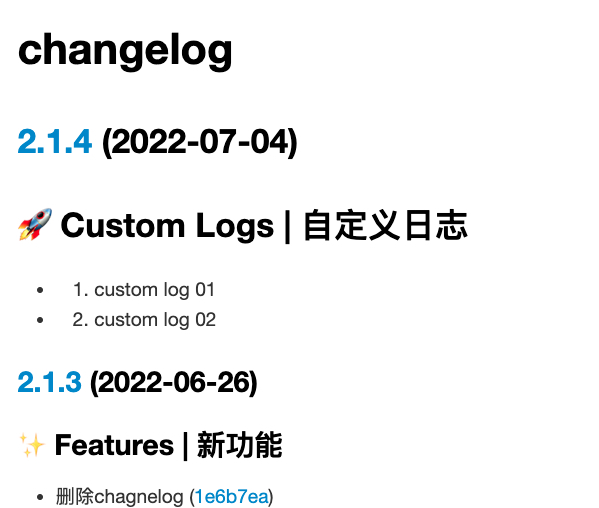 changelog
2.1.4 (2022-07-04)
🚀 Custom Logs | 自定义日志
• 1. custom log 01
• 2. custom log 02
2.1.3 (2022-06-26)
✨ Features | 新功能
• 删除chagnelog (1e6b7ea)